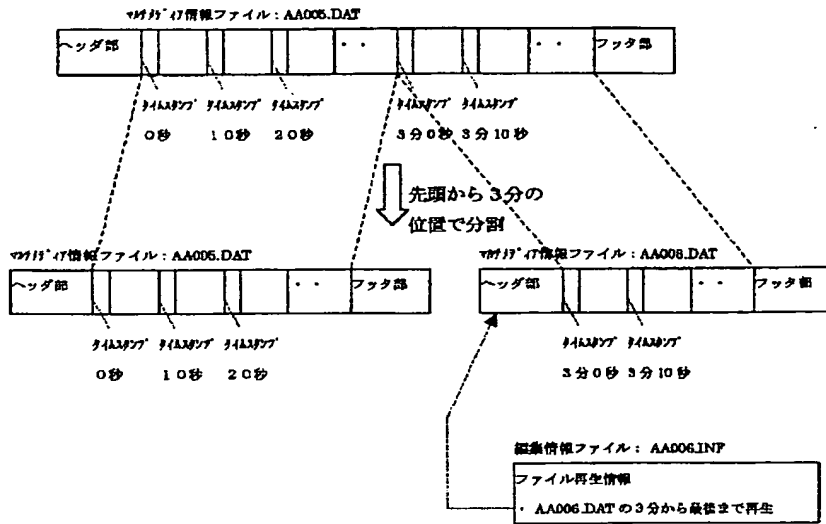 マルチメディア情報ファイル：AA005.DAT
ヘッダ部 ・・ ・・ フッタ部
タイムスタンプ タイムスタンプ タイムスタンプ タイムスタンプ タイムスタンプ
0秒 10秒 20秒 3分0秒 3分10秒
先頭から3分の
位置で分割
マルチメディア情報ファイル：AA005.DAT
ヘッダ部 ・・ フッタ部
タイムスタンプ タイムスタンプ タイムスタンプ
0秒 10秒 20秒
マルチメディア情報ファイル：AA006.DAT
ヘッダ部 ・・ フッタ部
タイムスタンプ タイムスタンプ
3分0秒 3分10秒
編集情報ファイル：AA006.INF
ファイル再生情報
・ AA006.DATの3分から最後まで再生